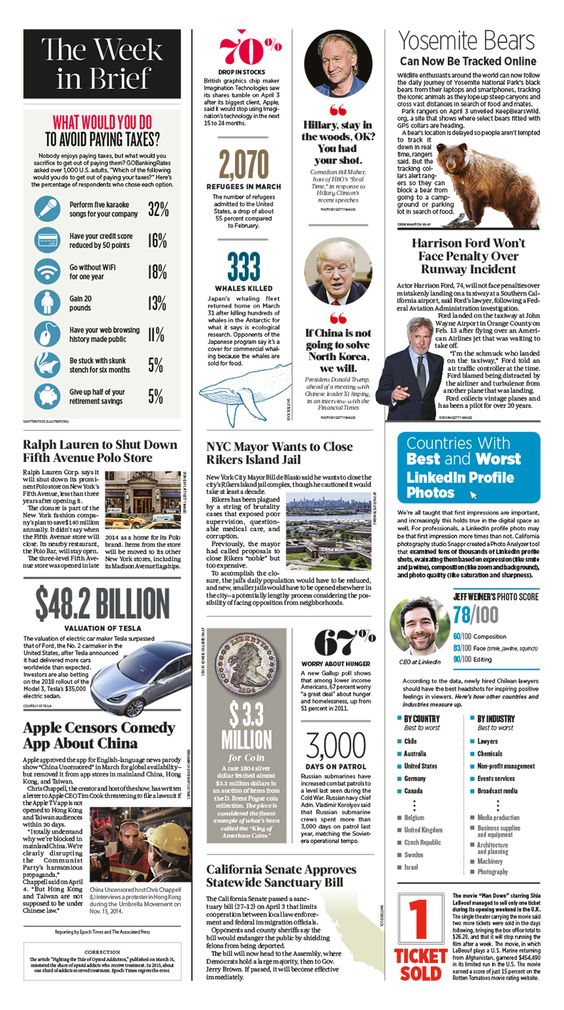 The Week
in Brief
WHAT WOULD YOU DO
TO AVOID PAYING TAXES?
Nobody enjoys paying taxes, but what would you
sacrifice to get out of paying them? GOBankingRates
asked over 1,000 U.S. adults, "Which of the following
would you do to get out of paying your taxes?" Here's
the percentage of respondents who chose each option.
Perform five karaoke
songs for your company
32%
Have your credit score
reduced by 50 points
16%
Go without WiFi
for one year
18%
Gain 20
pounds
13%
Have your web browsing
history made public
11%
Be stuck with skunk
stench for six months
5%
Give up half of your
retirement savings
5%
70%
DROP IN STOCKS
British graphics chip maker
Imagination Technologies saw
its shares tumble on April 3
after its biggest client, Apple,
said it would stop using Imagi-
nation's technology in the next
15 to 24 months.
2,070
REFUGEES IN MARCH
The number of refugees
admitted to the United
States, a drop of about
55 percent compared
to February.
333
WHALES KILLED
Japan's whaling fleet
returned home on March
31 after killing hundreds
of whales in the Antarctic for
what it says is ecological
research. Opponents of the
Japanese program say it's a
cover for commercial whal-
ing because the whales are
sold for food.
Hillary, stay in
the woods, OK?
You had
your shot.
Comedian Bill Maher,
host of HBO's "Real
Time," in response to
Hillary Clinton's
recent speeches
If China is not
going to solve
North Korea,
we will.
President Donald Trump,
ahead of a meeting with
Chinese leader Xi Jinping,
in an interview with the
Financial Times
Yosemite Bears
Can Now Be Tracked Online
Wildlife enthusiasts around the world can now follow
the daily journey of Yosemite National Park's black
bears from their laptops and smartphones, tracking
the iconic animals as they lope up steep canyons and
cross vast distances in search of food and mates.
Park rangers on April 3 unveiled KeepBearsWild.
org, a site that shows where select bears fitted with
GPS collars are heading.
A bear's location is delayed so people aren't tempted
to track it
down in real
time, rangers
said. But the
tracking col-
lars alert rang-
ers so they can
block a bear
from going to a
campground or
parking lot
in search of food.
Harrison Ford Won't
Face Penalty Over
Runway Incident
Actor Harrison Ford, 74, will not face penalties over
mistakenly landing on a taxiway at a Southern Cali-
fornia airport, said Ford's lawyer, following a Fed-
eral Aviation Administration investigation.
Ford landed on the taxiway at John
Wayne Airport in Orange County on
Feb. 13 after flying over an Ameri-
can Airlines jet that was waiting to
take off.
"I'm the schmuck who landed
on the taxiway," Ford told an
air traffic controller at the time.
Ford blamed being distracted by
the airliner and turbulence from
another plane that was landing.
Ford collects vintage planes and
has been a pilot for over 20 years.
Ralph Lauren to Shut Down
Fifth Avenue Polo Store
Ralph Lauren Corp. says it
will shut down its promi-
nent Polo store on New York's
Fifth Avenue, less than three
years after opening it.
The closure is part of the
New York fashion compa-
ny's plan to save $140 million
annually. It didn't say when
the Fifth Avenue store will
close. Its nearby restaurant,
the Polo Bar, will stay open.
The three-level Fifth Ave-
nue store was opened in late
2014 as a home for its Polo
brand. Items from the store
will be moved to its other
New York stores, including
its Madison Avenue flagships.
NYC Mayor Wants to Close
Rikers Island Jail
New York City Mayor Bill de Blasio said he wants to close the
city's Rikers Island jail complex, though he cautioned it would
take at least a decade.
Rikers has been plagued
by a string of brutality
cases that exposed poor
supervision, question-
able medical care, and
corruption.
Previously, the mayor
had called proposals to
close Rikers "noble" but
too expensive.
To accomplish the clo-
sure, the jail's daily population would have to be reduced,
and new, smaller jails would have to be opened elsewhere in
the city—a potentially lengthy process considering the pos-
sibility of facing opposition from neighborhoods.
$48.2 BILLION
VALUATION OF TESLA
The valuation of electric car maker Tesla surpassed
that of Ford, the No. 2 carmaker in the
United States, after Tesla announced
it had delivered more cars
worldwide than expected.
Investors are also betting
on the 2018 rollout of the
Model 3, Tesla's $35,000
electric sedan.
Apple Censors Comedy
App About China
Apple approved the app for English-language news parody
show "China Uncensored" in March for global availability—
but removed it from app stores in mainland China, Hong
Kong, and Taiwan.
Chris Chappell, the creator and host of the show, has written
a letter to Apple CEO Tim Cook threatening to file a lawsuit if
the Apple TV app is not
opened to Hong Kong
and Taiwan audiences
within 30 days.
"I totally understand
why we're blocked in
mainland China. We're
clearly disrupting
the Communist
Party's harmonious
propaganda,"
Chappell said on April
4. "But Hong Kong
and Taiwan are not
supposed to be under
Chinese law."
China Uncensored host Chris Chappell
(L) interviews a protester in Hong Kong
during the Umbrella Movement on
Nov. 15, 2014.
Reporting by Epoch Times and The Associated Press
CORRECTION
The article "Fighting the Tide of Opioid Addiction," published on March 31,
misstated the share of opioid addicts who receive treatment. In 2015, about
one-third of addicts received treatment. Epoch Times regrets the error.
$3.3
MILLION
for Coin
A rare 1804 silver
dollar fetched almost
$3.3 million dollars in
an auction of items from
the D. Brent Pogue coin
collection. The piece is
considered the finest
example of what's been
called the "King of
American Coins."
67%
WORRY ABOUT HUNGER
A new Gallup poll shows
that among lower income
Americans, 67 percent worry
"a great deal" about hunger
and homelessness, up from
51 percent in 2011.
3,000
DAYS ON PATROL
Russian submarines have
increased combat patrols to
a level last seen during the
Cold War. Russian navy chief
Adm. Vladimir Korolyov said
that Russian submarine
crews spent more than
3,000 days on patrol last
year, matching the Soviet-
era operational tempo.
California Senate Approves
Statewide Sanctuary Bill
The California Senate passed a sanc-
tuary bill (27–12) on April 3 that limits
cooperation between local law enforce-
ment and federal immigration officials.
Opponents and county sheriffs say the
bill would endanger the public by shielding
felons from being deported.
The bill will now head to the Assembly, where
Democrats hold a large majority, then to Gov.
Jerry Brown. If passed, it will become effective
immediately.
Countries With
Best and Worst
LinkedIn Profile
Photos
We're all taught that first impressions are important,
and increasingly this holds true in the digital space as
well. For professionals, a LinkedIn profile photo may
be that first impression more times than not. California
photography studio Snappr created a Photo Analyzer tool
that examined tens of thousands of LinkedIn profile
shots, evaluating them based on expression (like smile
and jawline), composition (like zoom and background),
and photo quality (like saturation and sharpness).
JEFF WEINER'S PHOTO SCORE
78/100
60/100 Composition
83/100 Face (smile, jawline, squinch)
90/100 Editing
CEO at LinkedIn
According to the data, newly hired Chilean lawyers
should have the best headshots for inspiring positive
feelings in viewers. Here's how other countries and
industries measure up.
BY COUNTRY
Best to worst
Chile
Australia
United States
Germany
Canada
Belgium
United Kingdom
Czech Republic
Sweden
Israel
BY INDUSTRY
Best to worst
Lawyers
Chemicals
Non-profit management
Events services
Broadcast media
Media production
Business supplies
and equipment
Architecture
and planning
Machinery
Photography
1
TICKET
SOLD
The movie "Man Down" starring Shia
LaBeouf managed to sell only one ticket
during its opening weekend in the U.K.
The single theater carrying the movie said
two more tickets were sold in the days
following, bringing the box office total to
$26.20, and that it will stop running the
film after a week. The movie, in which
LaBeouf plays a U.S. Marine returning
from Afghanistan, garnered $454,490
in its limited run in the U.S. The movie
earned a score of just 15 percent on the
Rotten Tomatoes movie rating website.